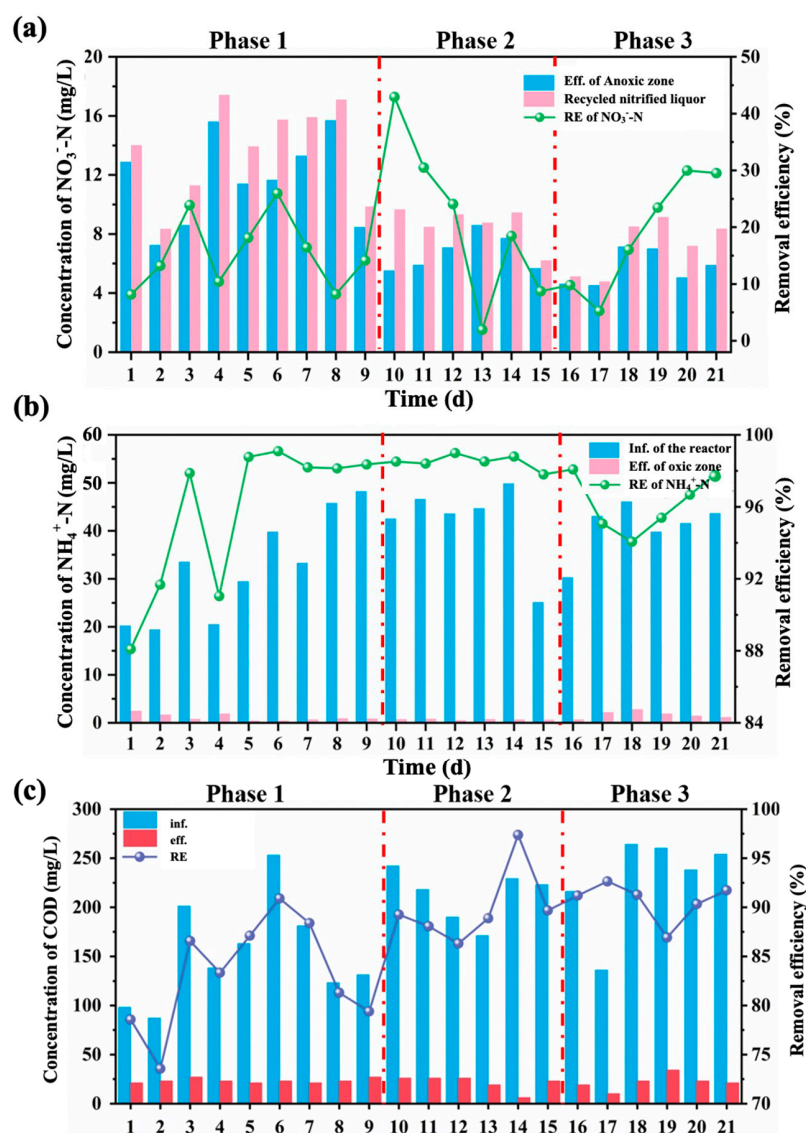 (a)
Phase 1 Phase 2 Phase 3
Concentration of NO₃⁻-N (mg/L)
20
16
12
8
4
0
Eff. of Anoxic zone
Recycled nitrified liquor
RE of NO₃⁻-N
50
40
30
20
10
0
Removal efficiency (%)
1 2 3 4 5 6 7 8 9 10 11 12 13 14 15 16 17 18 19 20 21
Time (d)
(b)
Concentration of NH₄⁺-N (mg/L)
60
50
40
30
20
10
0
Inf. of the reactor
Eff. of oxic zone
RE of NH₄⁺-N
100
96
92
88
84
Removal efficiency (%)
1 2 3 4 5 6 7 8 9 10 11 12 13 14 15 16 17 18 19 20 21
Time (d)
(c)
Phase 1 Phase 2 Phase 3
Concentration of COD (mg/L)
300
250
200
150
100
50
0
inf.
eff.
RE
100
95
90
85
80
75
70
Removal efficiency (%)
1 2 3 4 5 6 7 8 9 10 11 12 13 14 15 16 17 18 19 20 21